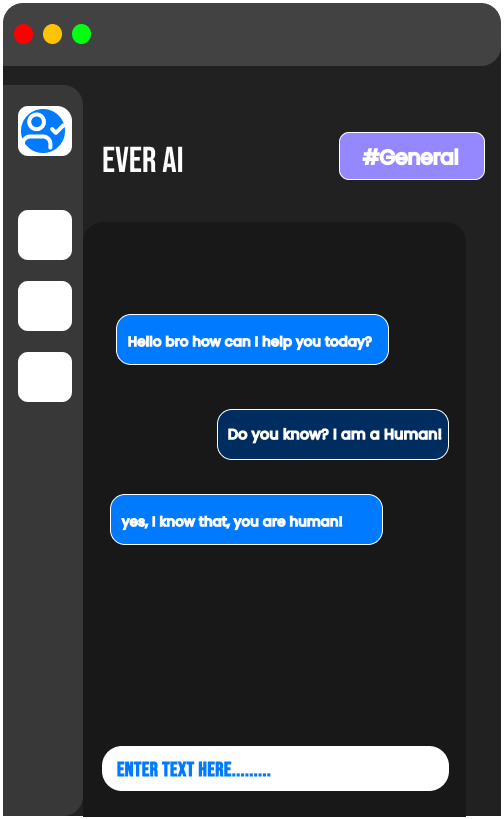 EVER AI
#General
Hello bro how can I help you today?
Do you know? I am a Human!
yes, I know that, you are human!
ENTER TEXT HERE.........